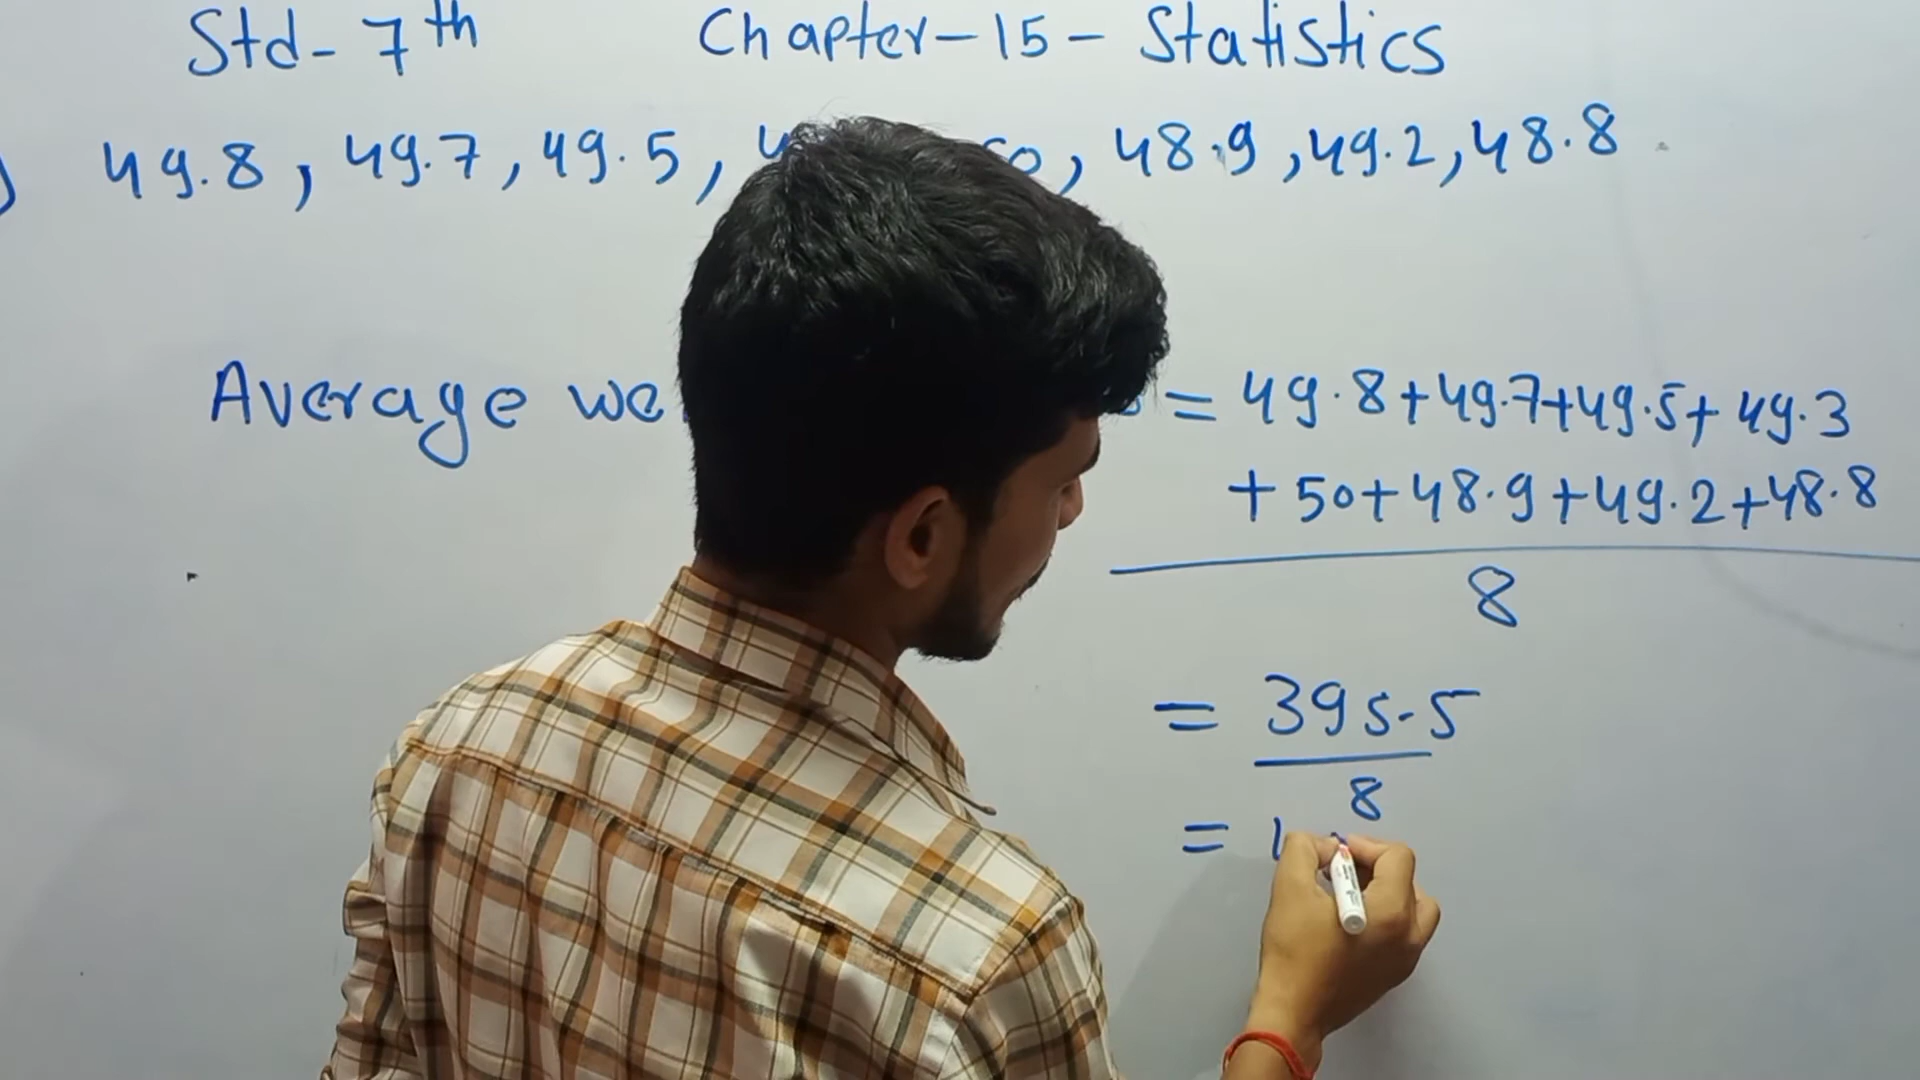 Std- 7th Chapter-15- Statistics
) 49.8, 49.7, 49.5, 50, 48.9, 49.2, 48.8
Average = 49.8+49.7+49.5+49.3
+50+48.9+49.2+48.8
8
= 395.5
8
=